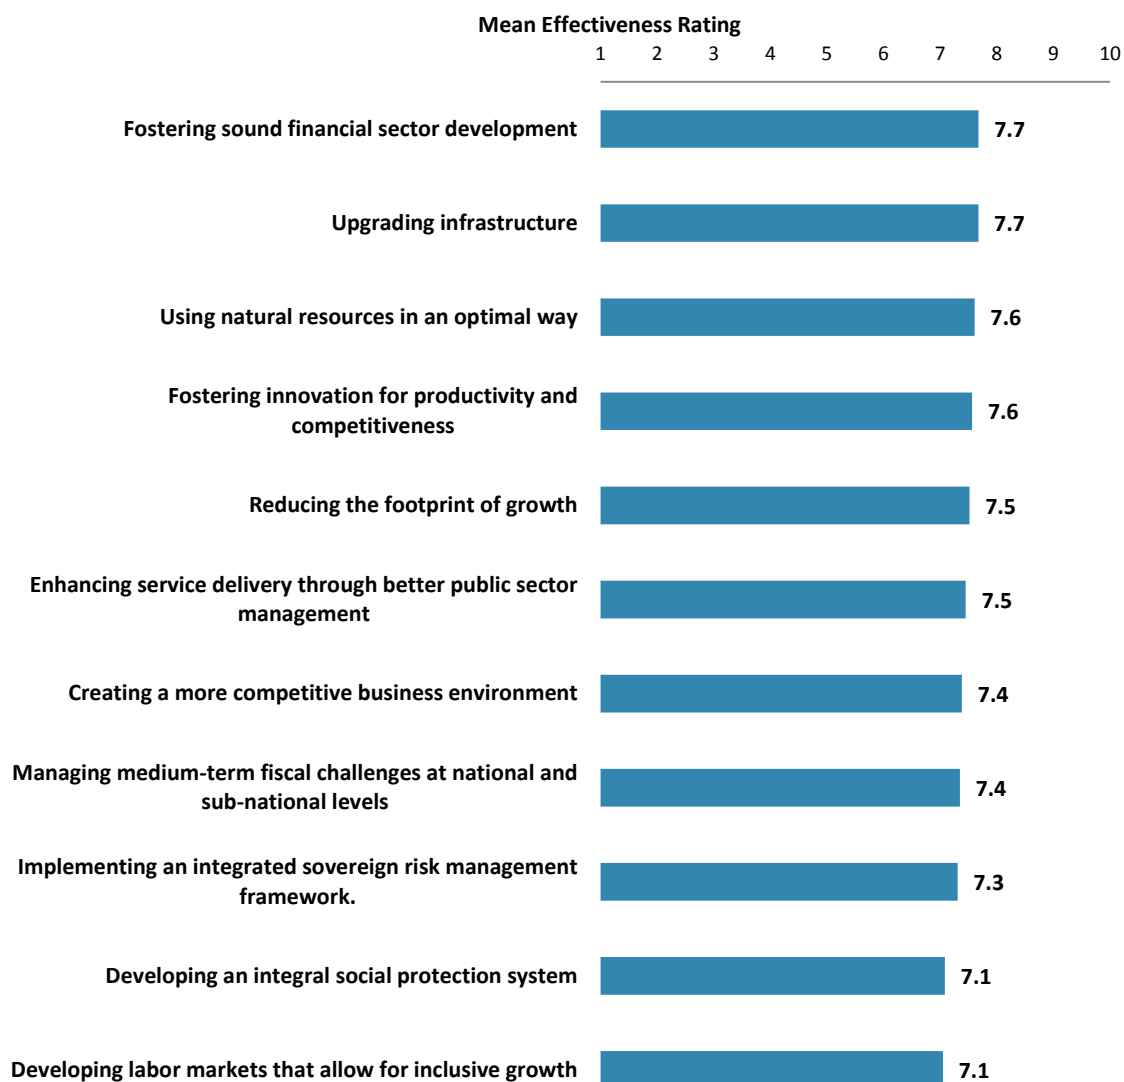 Mean Effectiveness Rating
1 2 3 4 5 6 7 8 9 10
Fostering sound financial sector development 7.7
Upgrading infrastructure 7.7
Using natural resources in an optimal way 7.6
Fostering innovation for productivity and
competitiveness 7.6
Reducing the footprint of growth 7.5
Enhancing service delivery through better public sector
management 7.5
Creating a more competitive business environment 7.4
Managing medium-term fiscal challenges at national and
sub-national levels 7.4
Implementing an integrated sovereign risk management
framework. 7.3
Developing an integral social protection system 7.1
Developing labor markets that allow for inclusive growth 7.1